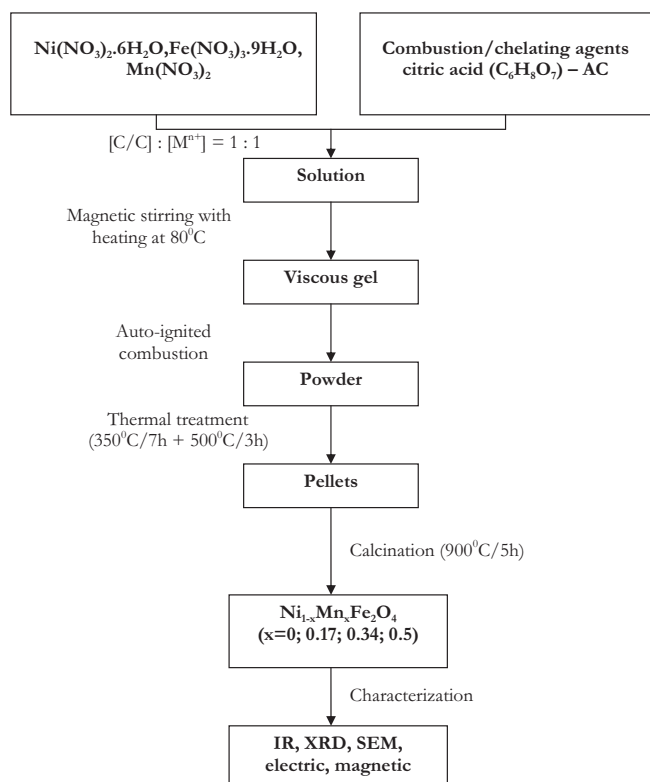 Ni(NO₃)₂.6H₂O,Fe(NO₃)₃.9H₂O,
Mn(NO₃)₂
Combustion/chelating agents
citric acid (C₆H₈O₇) – AC
[C/C] : [Mⁿ⁺] = 1 : 1
Solution
Magnetic stirring with
heating at 80⁰C
Viscous gel
Auto-ignited
combustion
Powder
Thermal treatment
(350⁰C/7h + 500⁰C/3h)
Pellets
Calcination (900⁰C/5h)
Ni₁₋ₓMnₓFe₂O₄
(x=0; 0.17; 0.34; 0.5)
Characterization
IR, XRD, SEM,
electric, magnetic